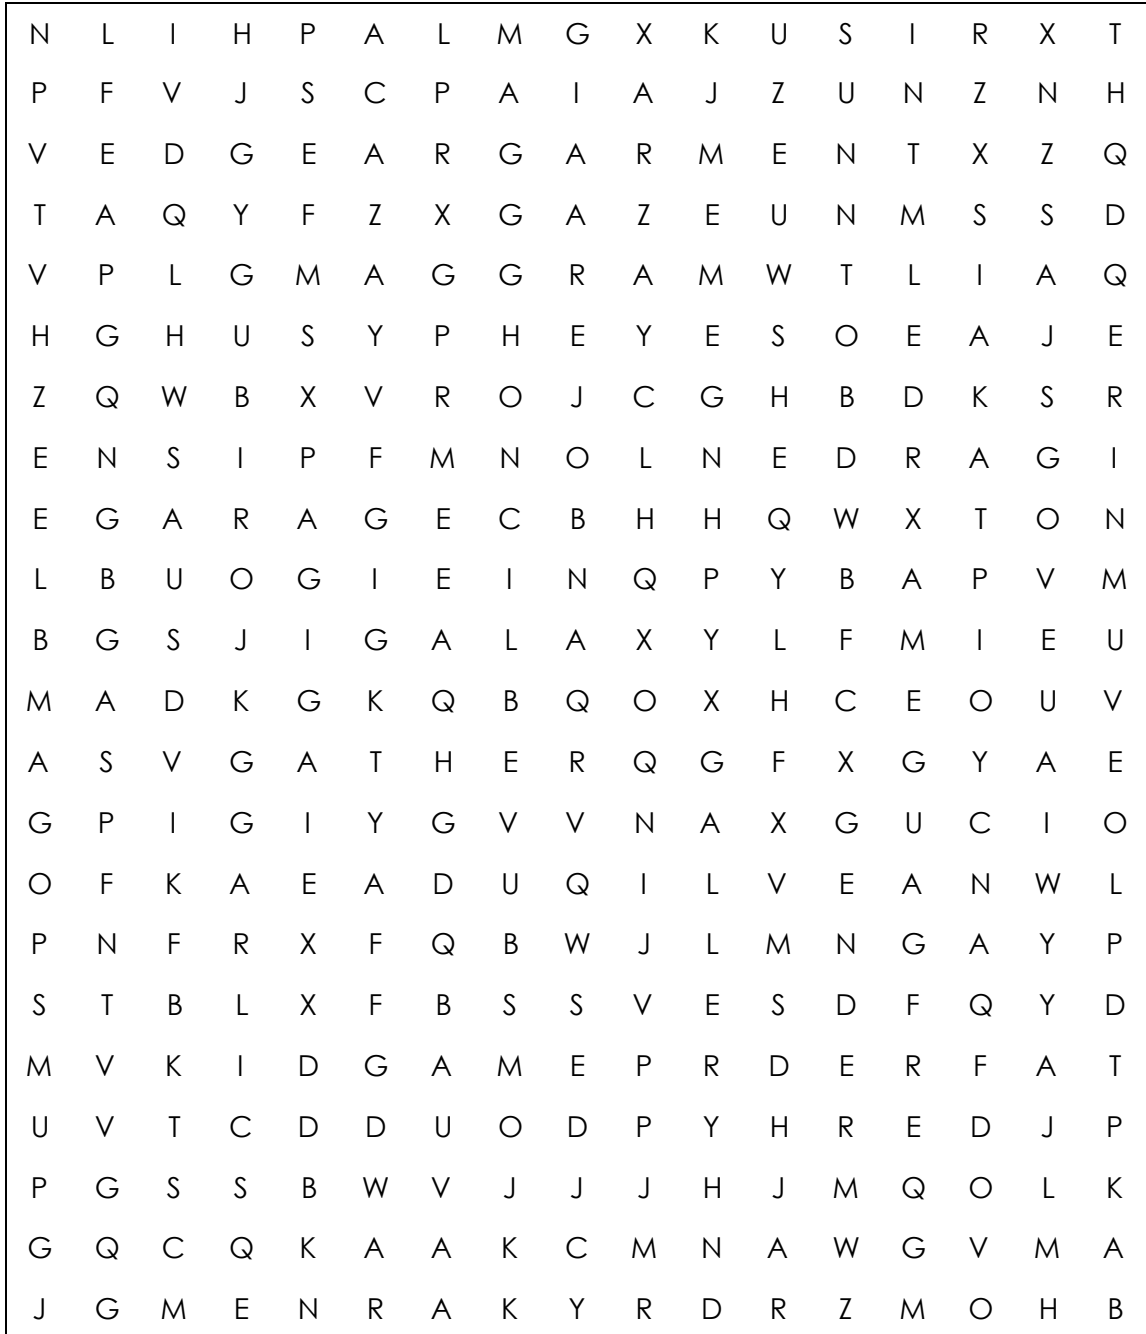 N L I H P A L M G X K U S I R X T
P F V J S C P A I A J Z U N Z N H
V E D G E A R G A R M E N T X Z Q
T A Q Y F Z X G A Z E U N M S S D
V P L G M A G G R A M W T L I A Q
H G H U S Y P H E Y E S O E A J E
Z Q W B X V R O J C G H B D K S R
E N S I P F M N O L N E D R A G I
E G A R A G E C B H H Q W X T O N
L B U O G I E I N Q P Y B A P V M
B G S J I G A L A X Y L F M I E U
M A D K G K Q B Q O X H C E O U V
A S V G A T H E R Q G F X G Y A E
G P I G I Y G V V N A X G U C I O
O F K A E A D U Q I L V E A N W L
P N F R X F Q B W J L M N G A Y P
S T B L X F B S S V E S D F Q Y D
M V K I D G A M E P R D E R F A T
U V T C D D U O D P Y H R E D J P
P G S S B W V J J J H J M Q O L K
G Q C Q K A A K C M N A W G V M A
J G M E N R A K Y R D R Z M O H B